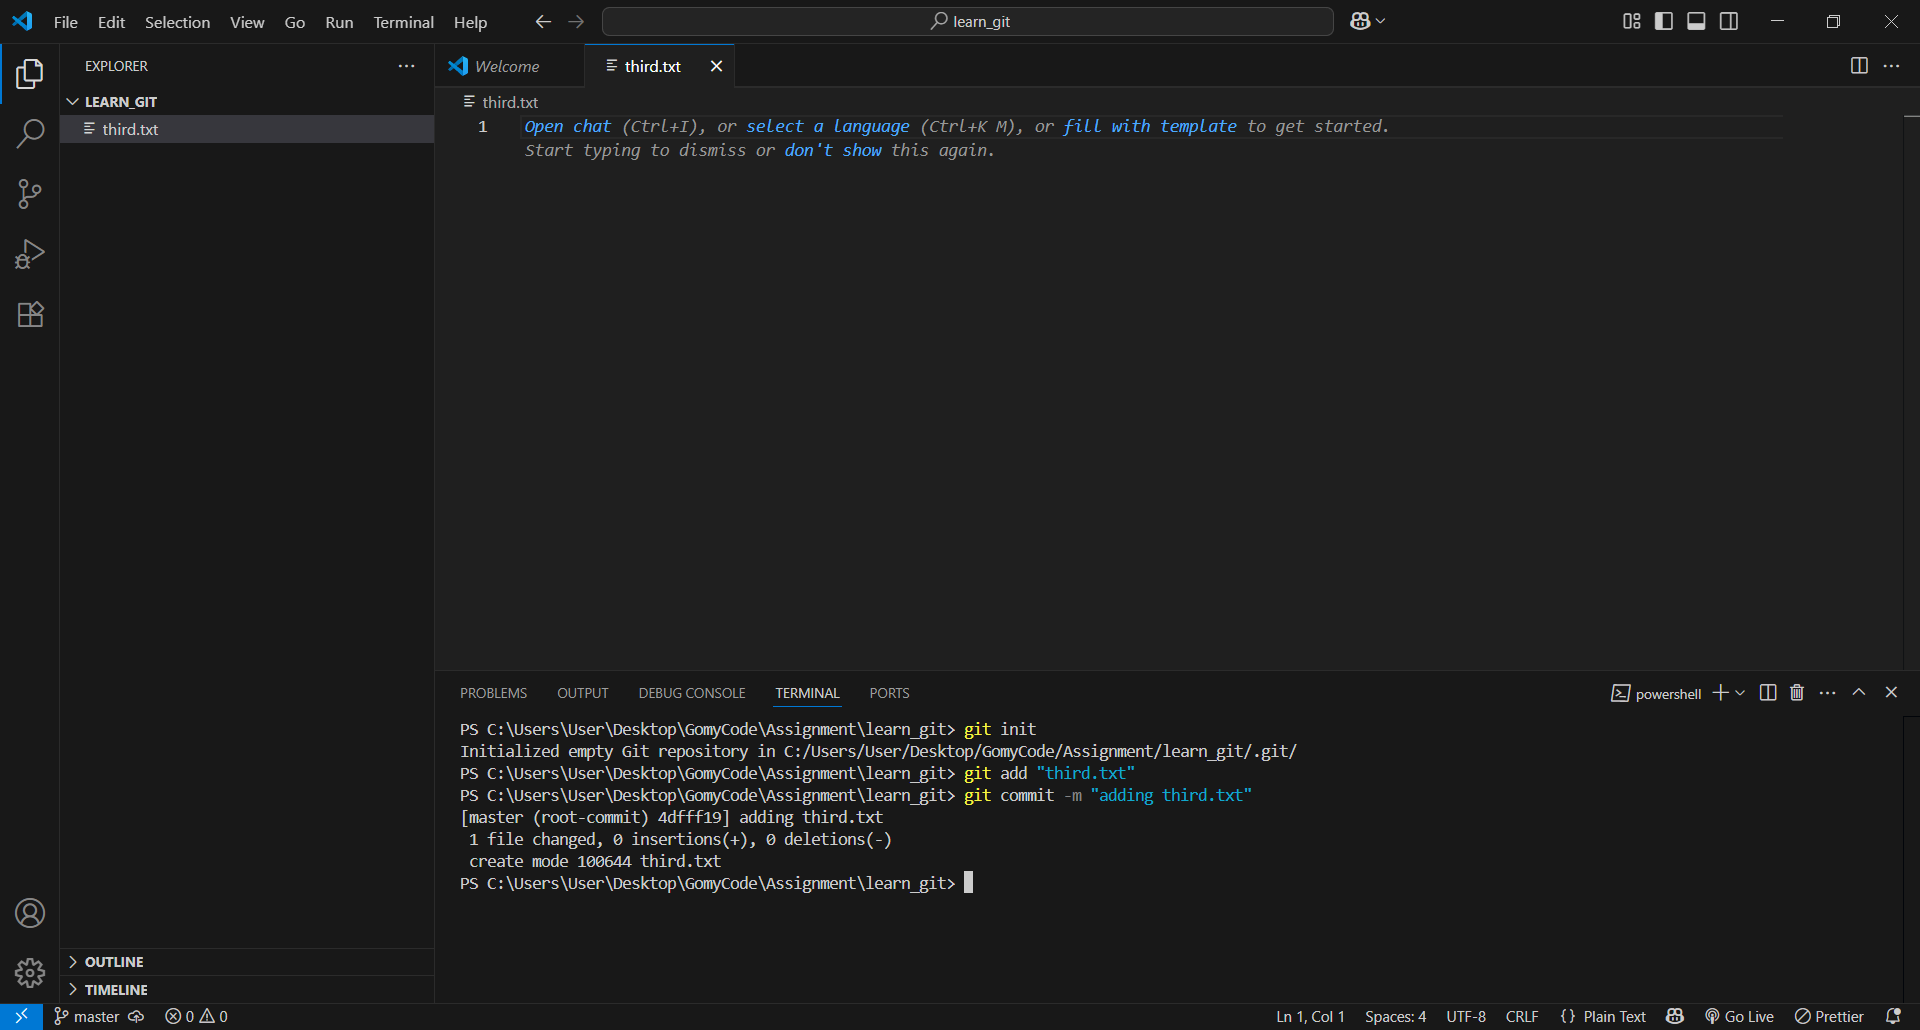 File Edit Selection View Go Run Terminal Help
learn_git
EXPLORER
LEARN_GIT
third.txt
Welcome
third.txt
third.txt
1 Open chat (Ctrl+I), or select a language (Ctrl+K M), or fill with template to get started.
Start typing to dismiss or don't show this again.
PROBLEMS OUTPUT DEBUG CONSOLE TERMINAL PORTS
powershell
PS C:\Users\User\Desktop\GomyCode\Assignment\learn_git> git init
Initialized empty Git repository in C:/Users/User/Desktop/GomyCode/Assignment/learn_git/.git/
PS C:\Users\User\Desktop\GomyCode\Assignment\learn_git> git add "third.txt"
PS C:\Users\User\Desktop\GomyCode\Assignment\learn_git> git commit -m "adding third.txt"
[master (root-commit) 4dfff19] adding third.txt
1 file changed, 0 insertions(+), 0 deletions(-)
create mode 100644 third.txt
PS C:\Users\User\Desktop\GomyCode\Assignment\learn_git>
OUTLINE
TIMELINE
master 0 0 Ln 1, Col 1 Spaces: 4 UTF-8 CRLF {} Plain Text Go Live Prettier